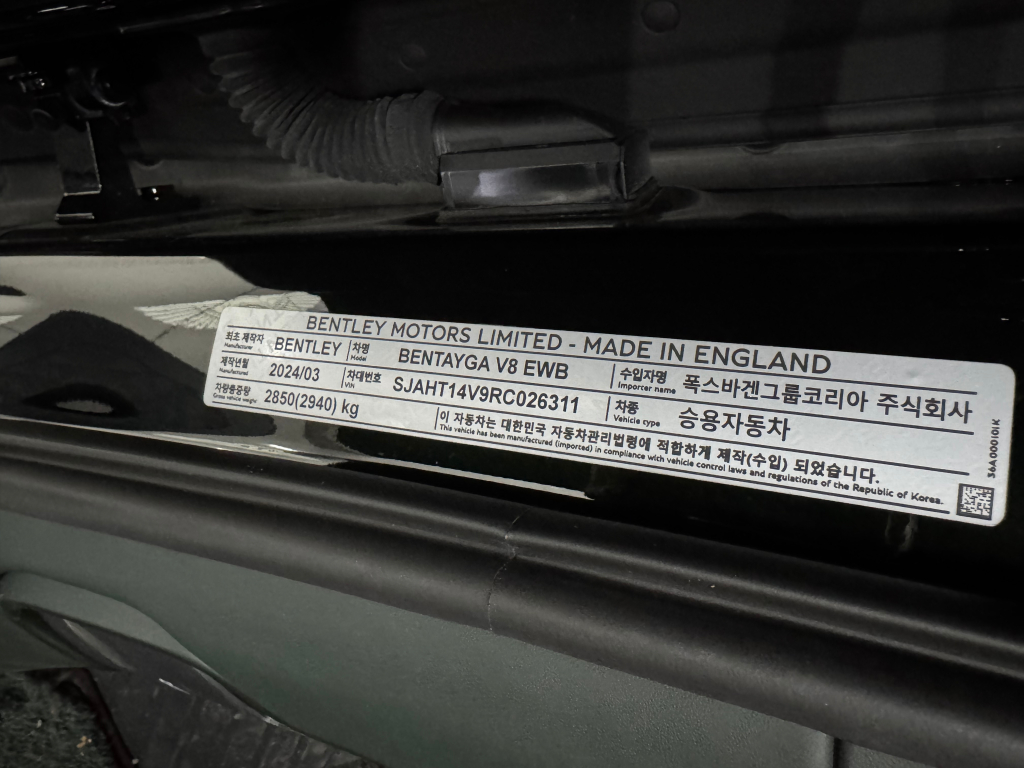 BENTLEY MOTORS LIMITED - MADE IN ENGLAND
최초 제작자 Manufacturer BENTLEY 차명 Model BENTAYGA V8 EWB 수입자명 Importer name 폭스바겐그룹코리아 주식회사
제작년월 Manufactured 2024/03 차대번호 VIN SJAHT14V9RC026311 차종 Vehicle type 승용자동차
차량총중량 Gross vehicle weight 2850(2940) kg 이 자동차는 대한민국 자동차관리법령에 적합하게 제작(수입) 되었습니다.
This vehicle has been manufactured (imported) in compliance with vehicle control laws and regulations of the Republic of Korea.
36A000101K